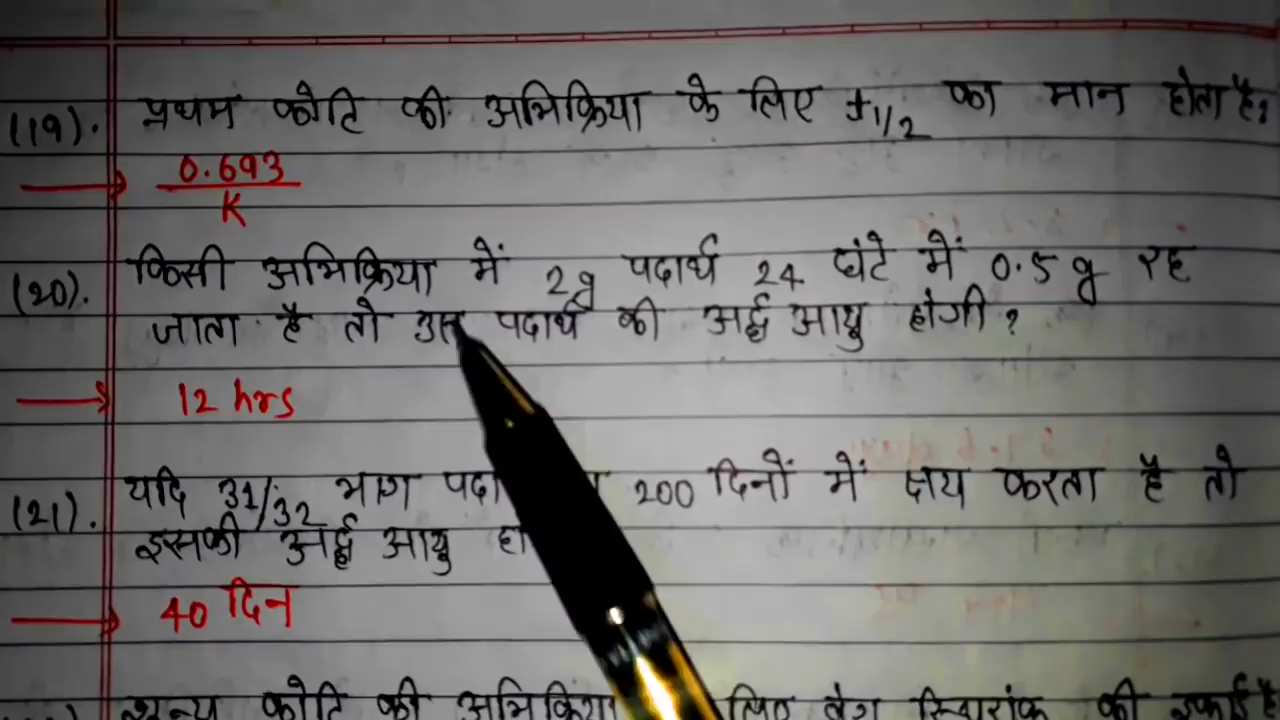 (19). प्रथम कोटि की अभिक्रिया के लिए t1/2 का मान होता है?
0.693
K
(20). किसी अभिक्रिया में 2g पदार्थ 24 घंटे में 0.5 g रह
जाता है तो उस पदार्थ की अर्द्ध आयु होगी?
12 hrs
(21). यदि 31/32 भाग 200 दिनों में क्षय करता है तो
इसकी अर्द्ध आयु
40 दिन
शून्य कोटि की अभिक्रिया वेग स्थिरांक की इकाई है